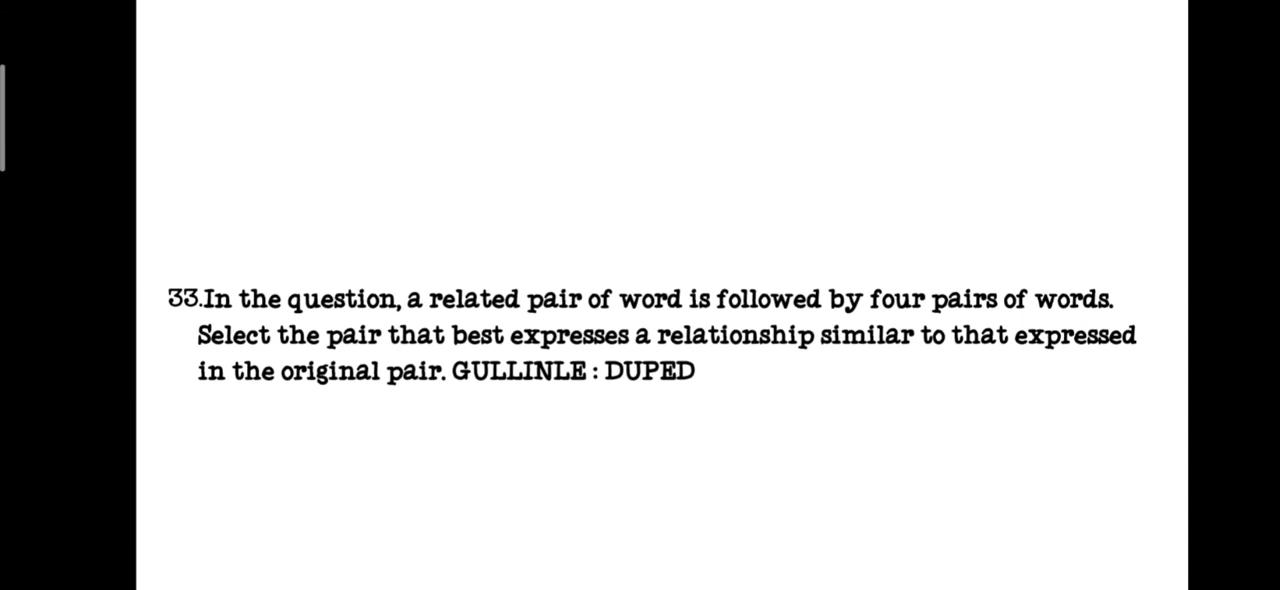 33.In the question, a related pair of word is followed by four pairs of words.
Select the pair that best expresses a relationship similar to that expressed
in the original pair. GULLINLE : DUPED